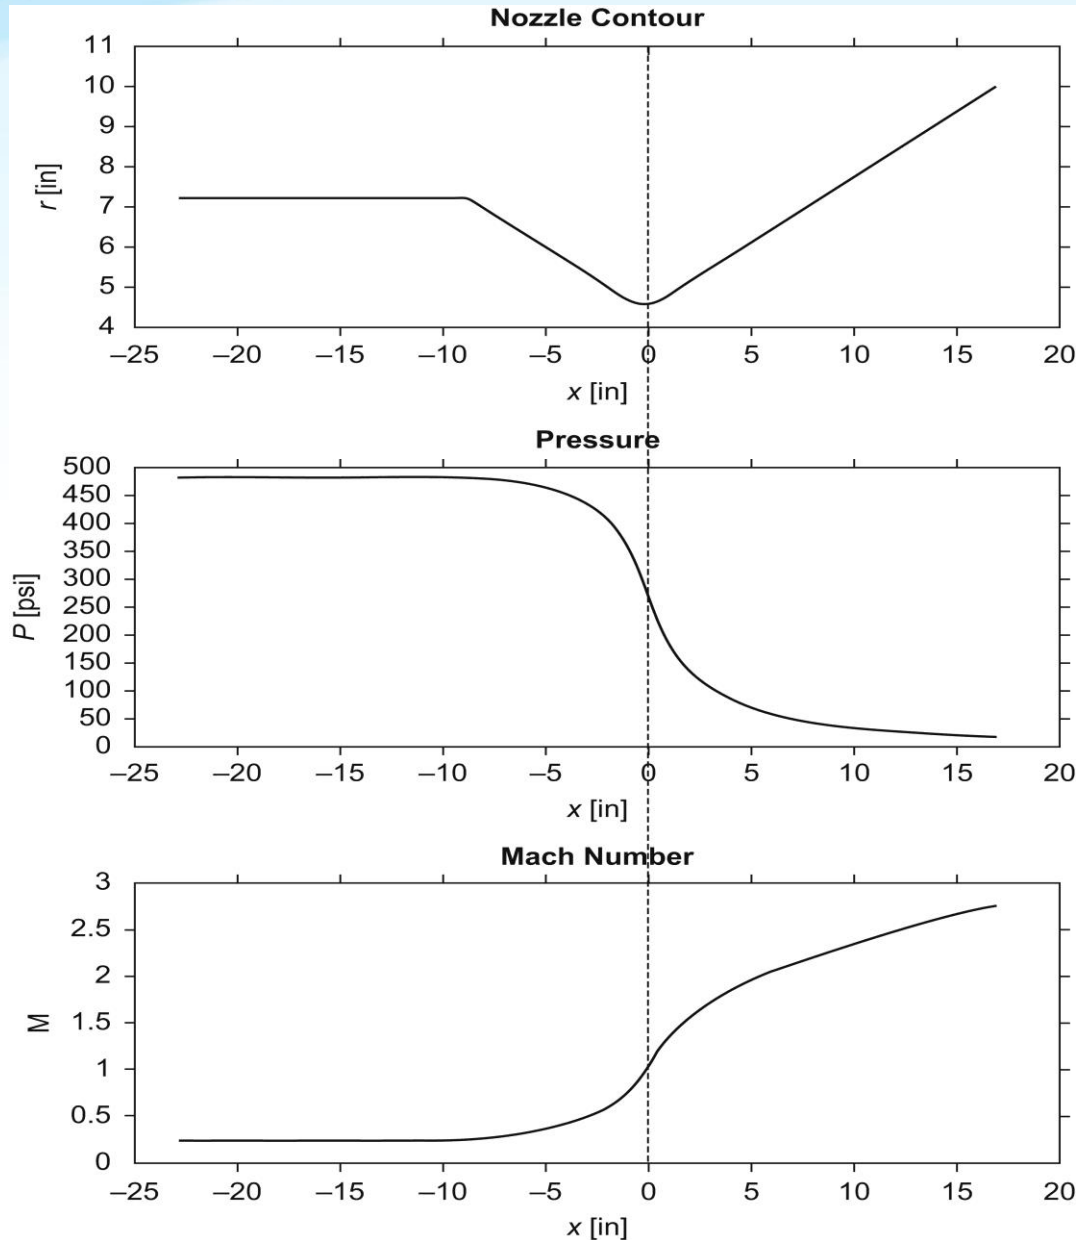 Nozzle Contour
11
10
9
8
7
6
5
4
r [in]
–25 –20 –15 –10 –5 0 5 10 15 20
x [in]
Pressure
500
450
400
350
300
250
200
150
100
50
0
P [psi]
–25 –20 –15 –10 –5 0 5 10 15 20
x [in]
Mach Number
3
2.5
2
1.5
1
0.5
0
M
–25 –20 –15 –10 –5 0 5 10 15 20
x [in]